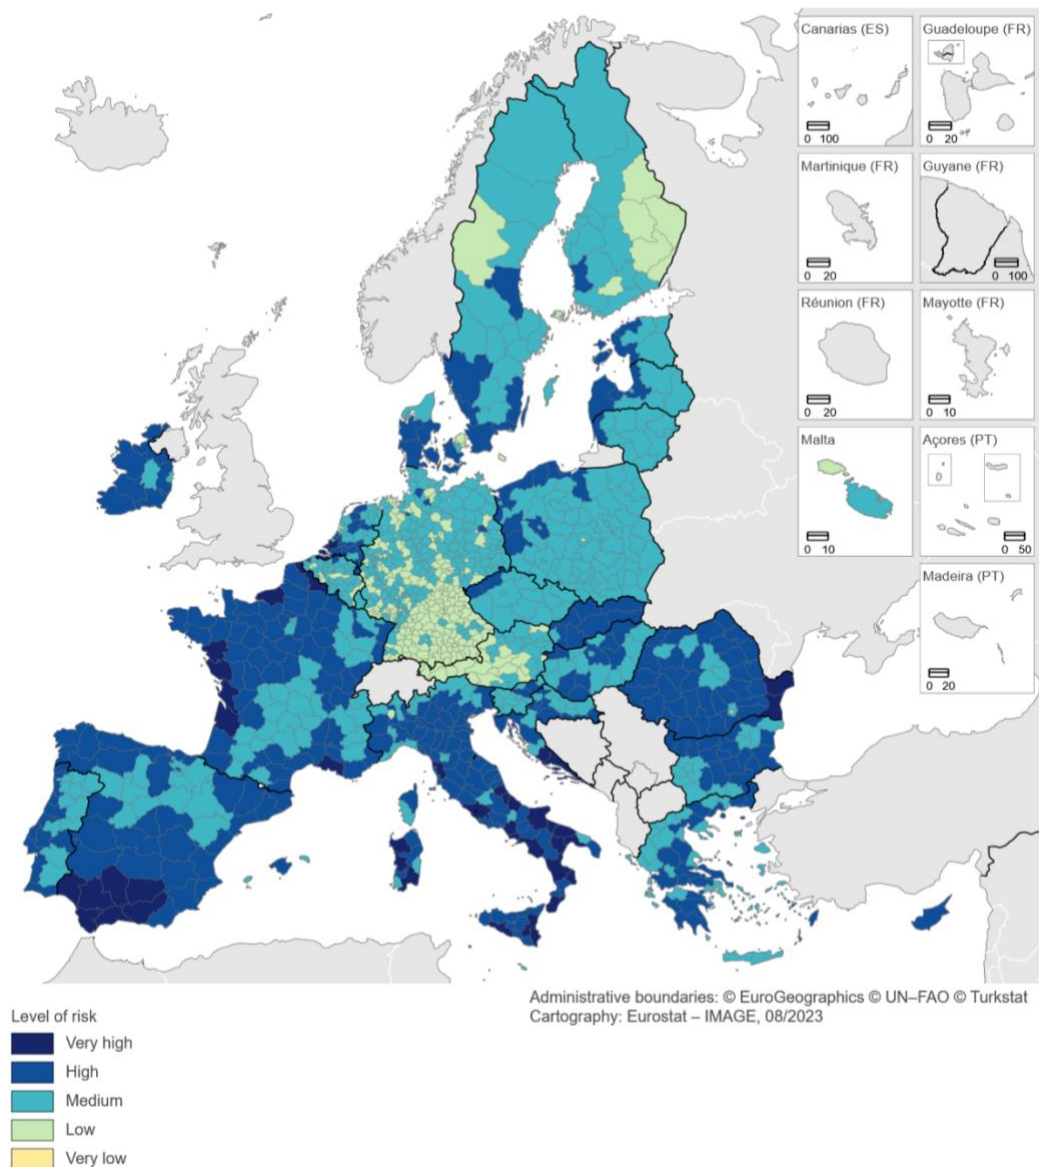 Canarias (ES)
0 100
Guadeloupe (FR)
0 20
Martinique (FR)
0 20
Guyane (FR)
0 100
Réunion (FR)
0 20
Mayotte (FR)
0 10
Malta
0 10
Açores (PT)
0 50
Madeira (PT)
0 20
Administrative boundaries: © EuroGeographics © UN–FAO © Turkstat
Cartography: Eurostat – IMAGE, 08/2023
Level of risk
Very high
High
Medium
Low
Very low